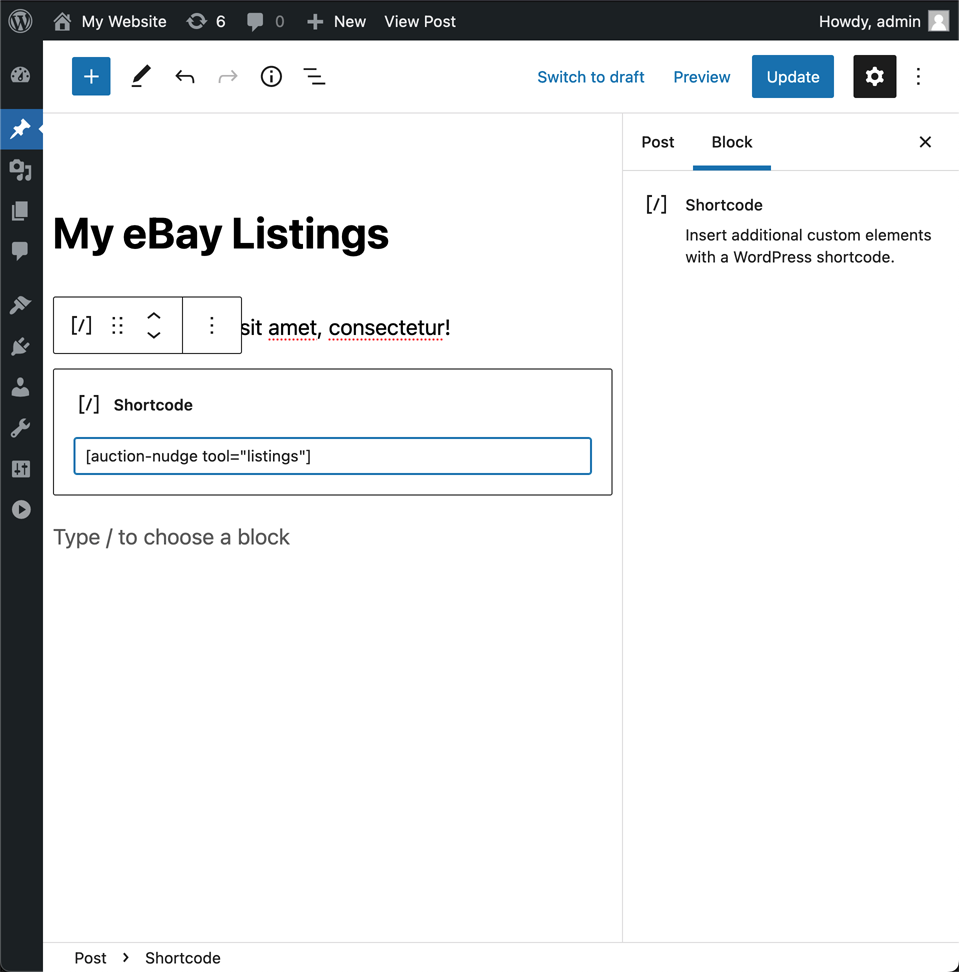 My Website 6 0 New View Post Howdy, admin
Switch to draft Preview Update
Post Block
[/] Shortcode
Insert additional custom elements
with a WordPress shortcode.
My eBay Listings
[/]
sit amet, consectetur!
[/] Shortcode
[auction-nudge tool="listings"]
Type / to choose a block
Post > Shortcode